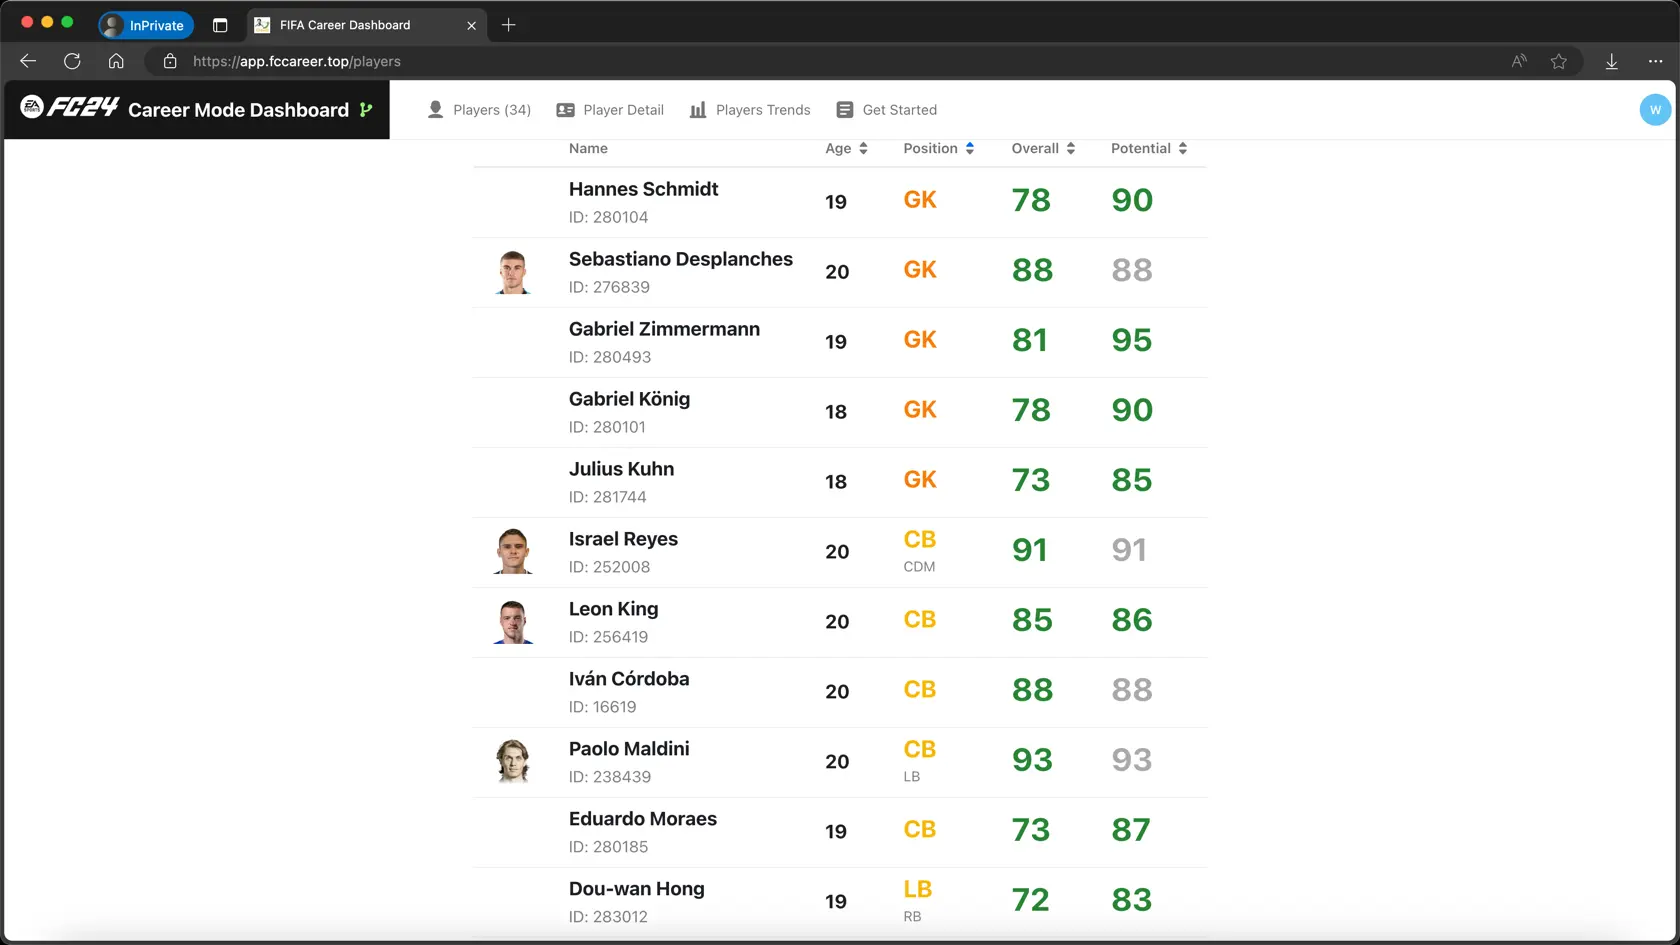 InPrivate
FIFA Career Dashboard
https://app.fccareer.top/players
EA SPORTS FC24 Career Mode Dashboard
Players (34) Player Detail Players Trends Get Started
W
Name Age Position Overall Potential
Hannes Schmidt 19 GK 78 90
ID: 280104
Sebastiano Desplanches 20 GK 88 88
ID: 276839
Gabriel Zimmermann 19 GK 81 95
ID: 280493
Gabriel König 18 GK 78 90
ID: 280101
Julius Kuhn 18 GK 73 85
ID: 281744
Israel Reyes 20 CB 91 91
ID: 252008 CDM
Leon King 20 CB 85 86
ID: 256419
Iván Córdoba 20 CB 88 88
ID: 16619
Paolo Maldini 20 CB 93 93
ID: 238439 LB
Eduardo Moraes 19 CB 73 87
ID: 280185
Dou-wan Hong 19 LB 72 83
ID: 283012 RB